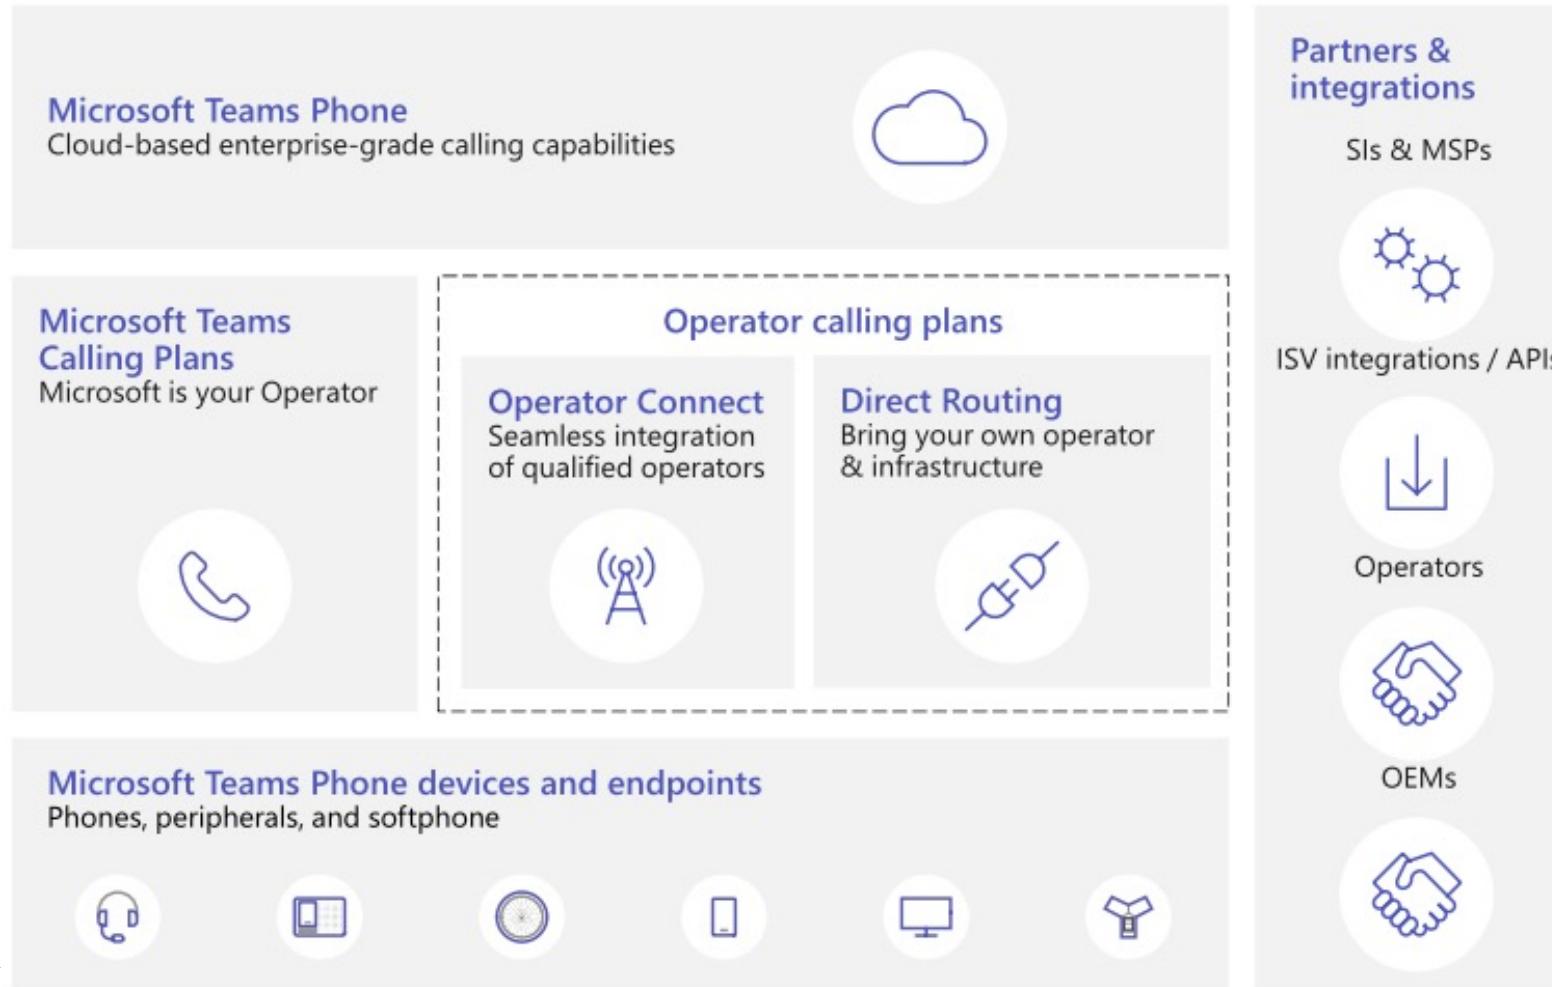 Microsoft Teams Phone
Cloud-based enterprise-grade calling capabilities
Microsoft Teams
Calling Plans
Microsoft is your Operator
Operator calling plans
Operator Connect
Seamless integration
of qualified operators
Direct Routing
Bring your own operator
& infrastructure
Microsoft Teams Phone devices and endpoints
Phones, peripherals, and softphone
Partners &
integrations
SIs & MSPs
ISV integrations / APIs
Operators
OEMs